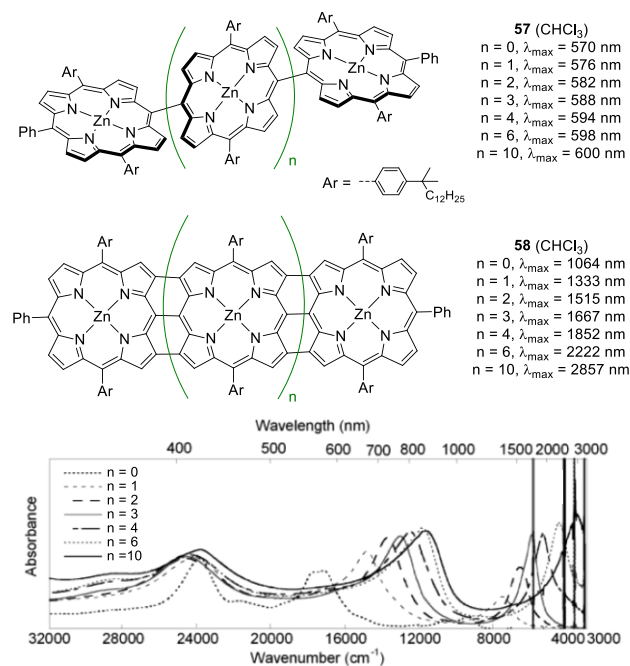 57 (CHCl3)
n = 0, λmax = 570 nm
n = 1, λmax = 576 nm
n = 2, λmax = 582 nm
n = 3, λmax = 588 nm
n = 4, λmax = 594 nm
n = 6, λmax = 598 nm
n = 10, λmax = 600 nm
Ar Ar Ar
N N N N Zn
N N N N Zn
N N N N Zn
Ph Ph
Ar Ar Ar
n
Ar =
C12H25
58 (CHCl3)
n = 0, λmax = 1064 nm
n = 1, λmax = 1333 nm
n = 2, λmax = 1515 nm
n = 3, λmax = 1667 nm
n = 4, λmax = 1852 nm
n = 6, λmax = 2222 nm
n = 10, λmax = 2857 nm
Ar Ar Ar
N N N N N N
Ph Zn Zn Zn Ph
N N N N N N
Ar Ar Ar
n
Wavelength (nm)
400 500 600 700 800 1000 1500 2000 3000
n = 0
n = 1
n = 2
n = 3
n = 4
n = 6
n =10
Absorbance
32000 28000 24000 20000 16000 12000 8000 4000 0
Wavenumber (cm-1)